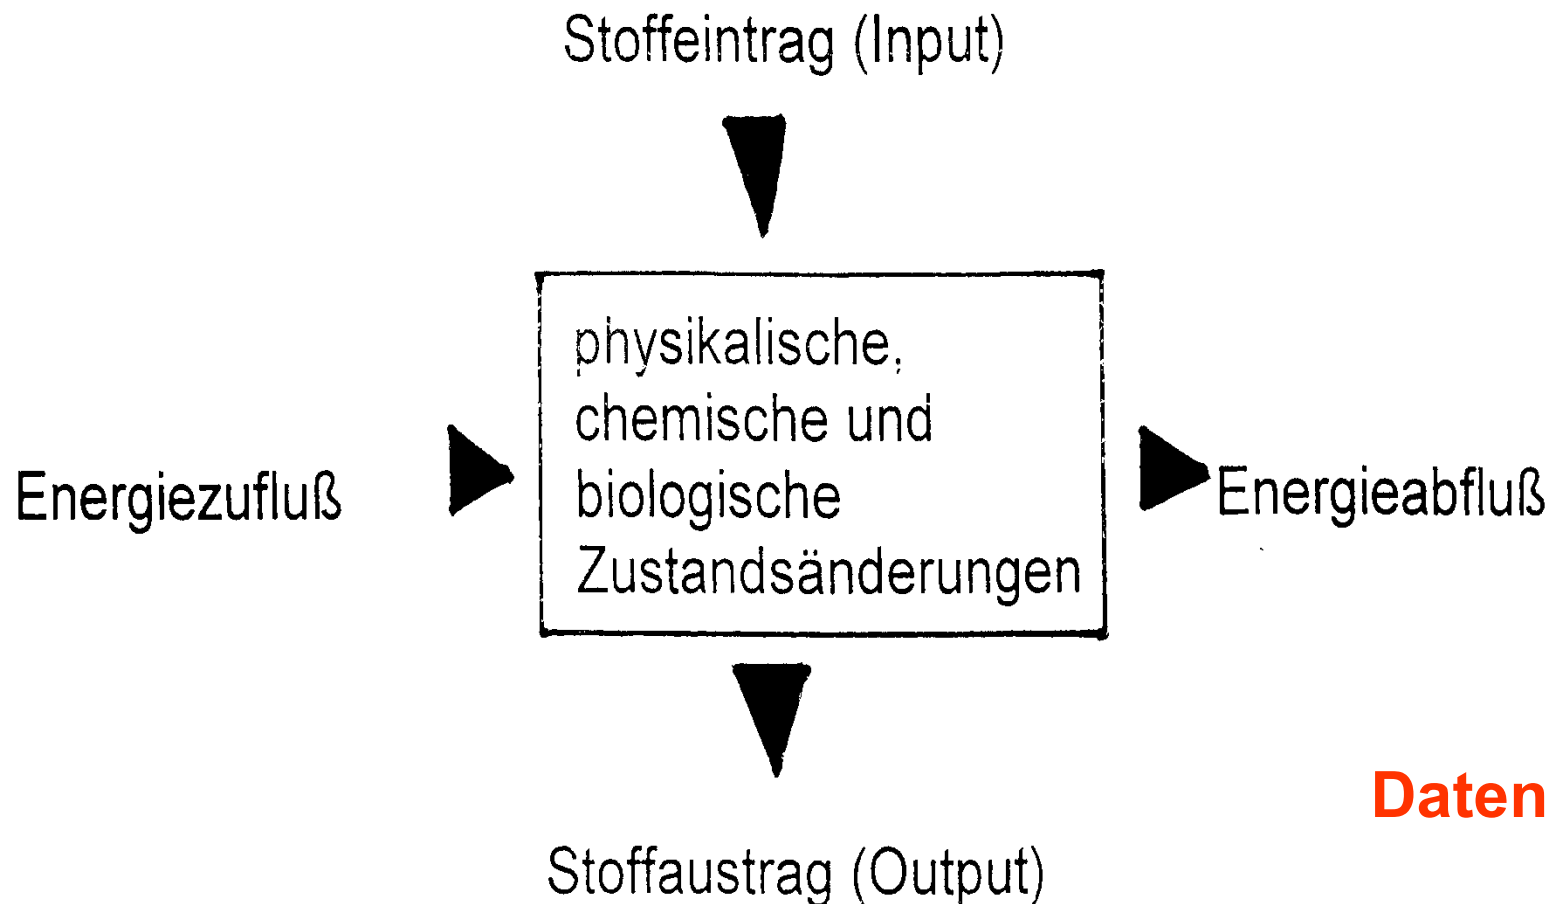 Stoffeintrag (Input)
physikalische,
chemische und
biologische
Zustandsänderungen
Energiezufluß
Energieabfluß
Daten
Stoffaustrag (Output)